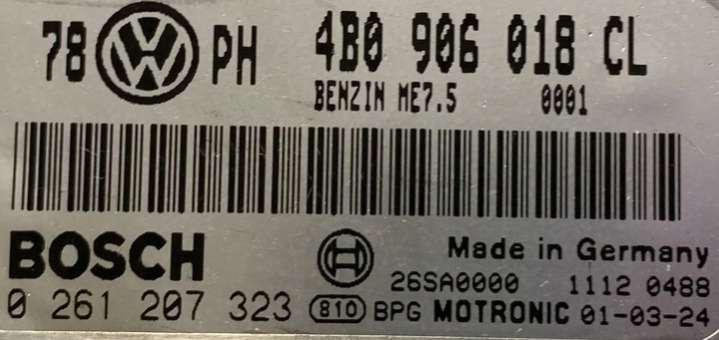 78 VW PH 4B0 906 018 CL
BENZIN ME7.5 0001
BOSCH Made in Germany
26SA0000 1112 0488
0 261 207 323 810 BPG MOTRONIC 01-03-24